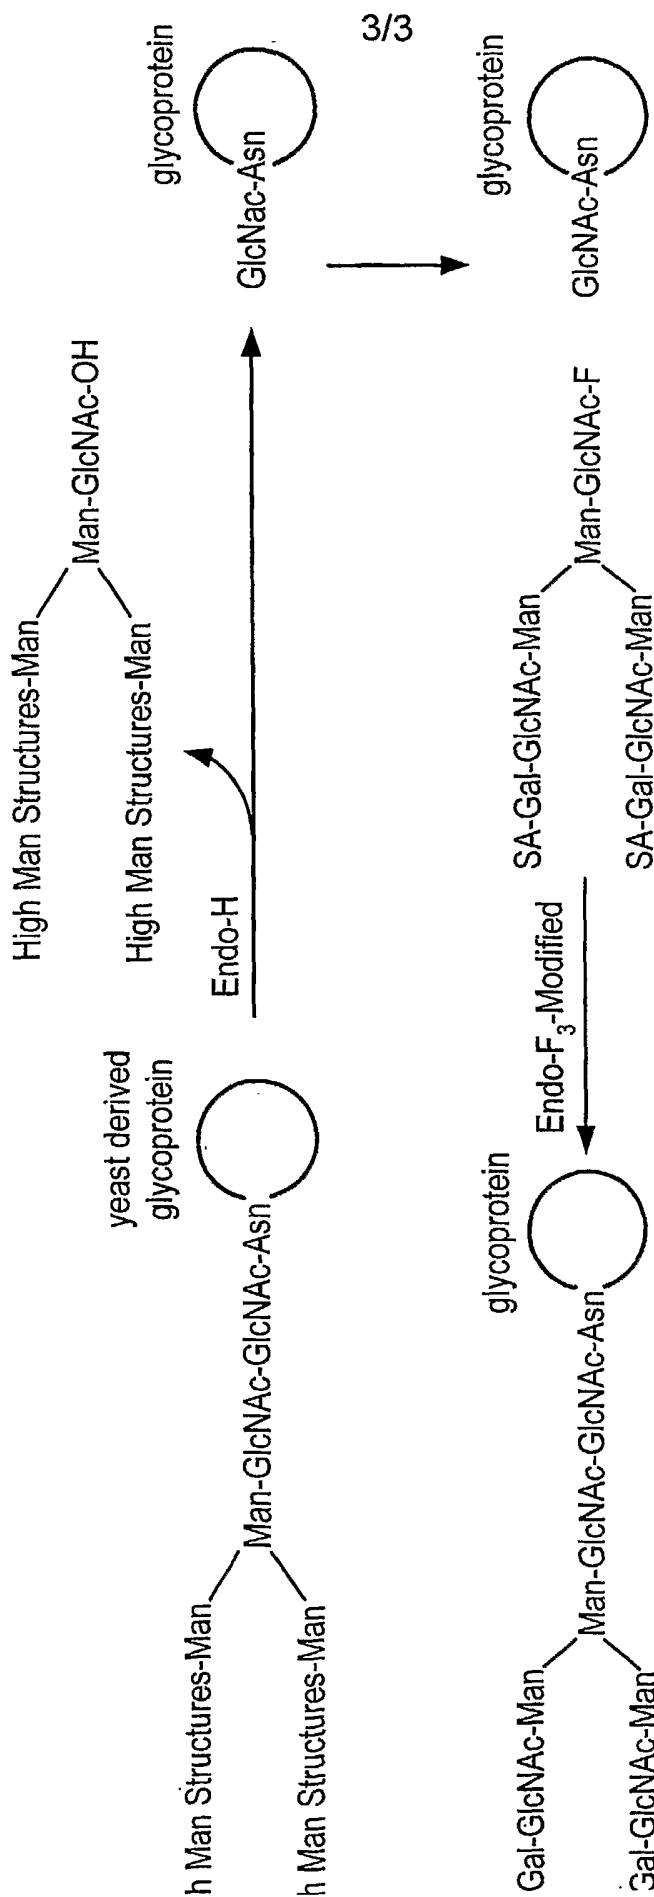 3/3
h Man Structures-Man
h Man Structures-Man
Man-GlcNAc-GlcNAc-Asn
yeast derived
glycoprotein
Endo-H
High Man Structures-Man
High Man Structures-Man
Man-GlcNAc-OH
GlcNac-Asn
glycoprotein
GlcNAc-Asn
glycoprotein
SA-Gal-GlcNAc-Man
SA-Gal-GlcNAc-Man
Man-GlcNAc-F
Endo-F3-Modified
glycoprotein
Man-GlcNAc-GlcNAc-Asn
Gal-GlcNAc-Man
Gal-GlcNAc-Man